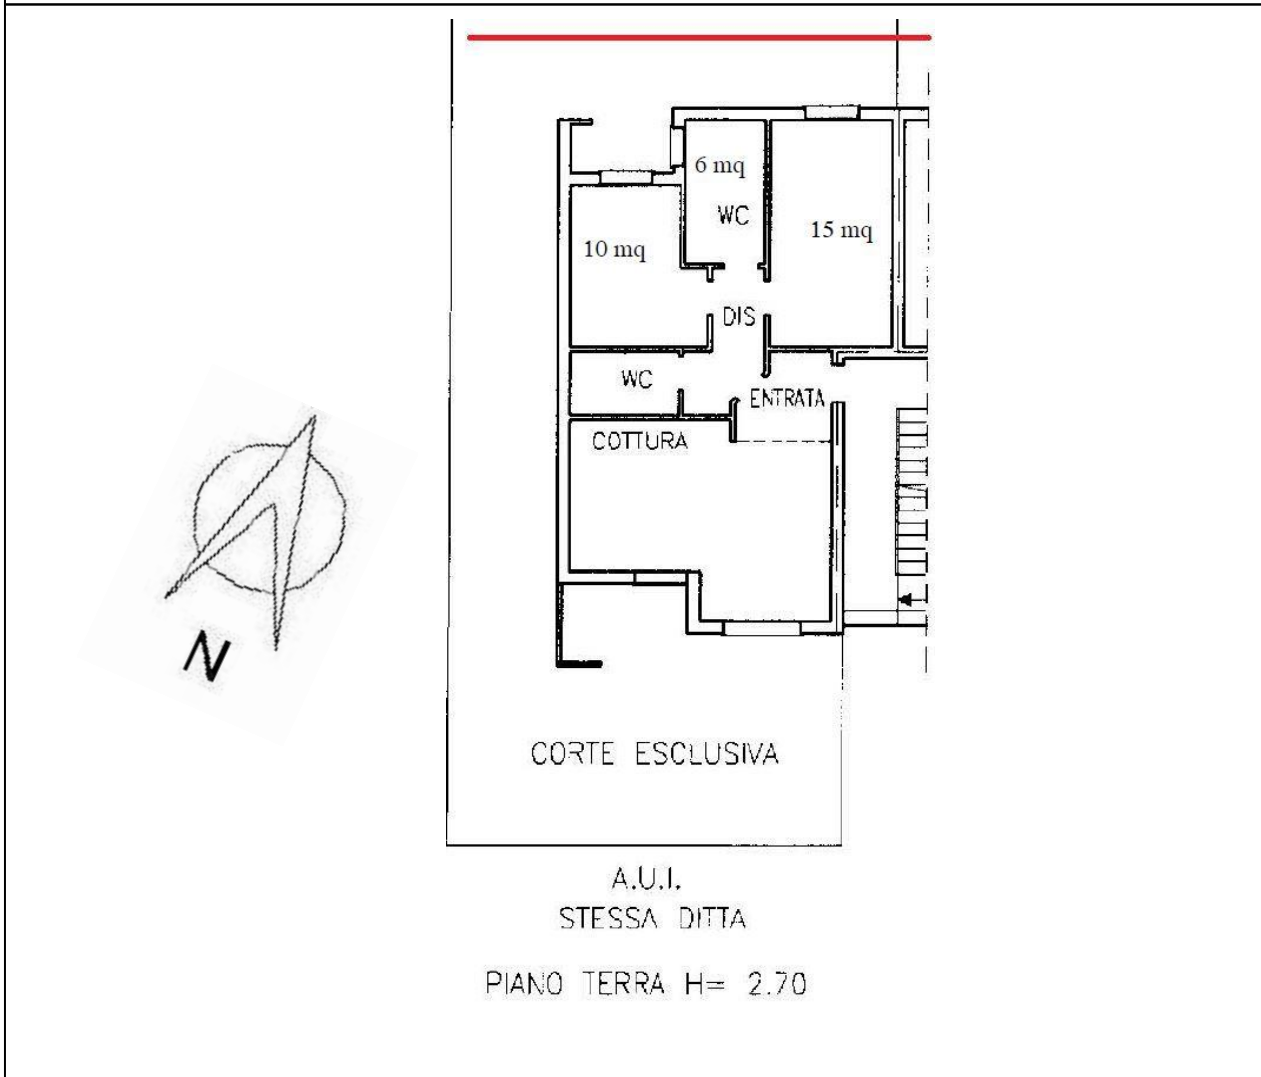 6 mq
WC
15 mq
10 mq
DIS
WC
ENTRATA
COTTURA
N
CORTE ESCLUSIVA
A.U.I.
STESSA DITTA
PIANO TERRA H= 2.70